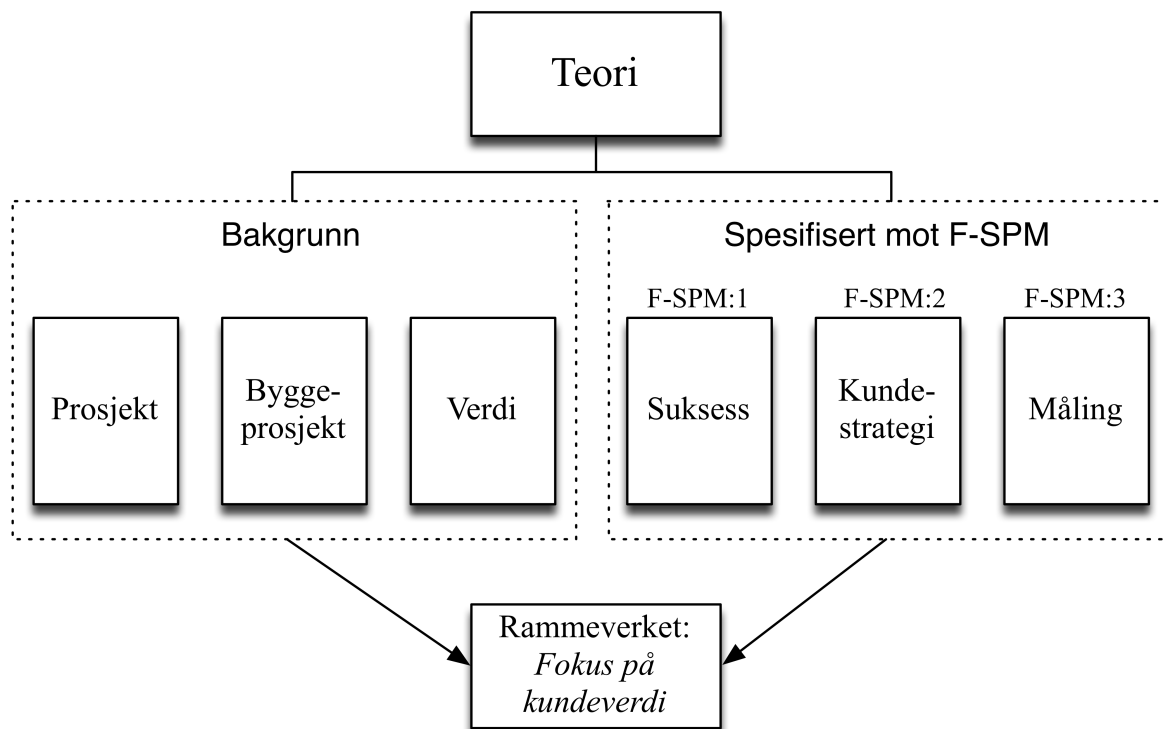 Teori
Bakgrunn
Spesifisert mot F-SPM
F-SPM:1
F-SPM:2
F-SPM:3
Prosjekt
Bygge-
prosjekt
Verdi
Suksess
Kunde-
strategi
Måling
Rammeverket:
Fokus på
kundeverdi